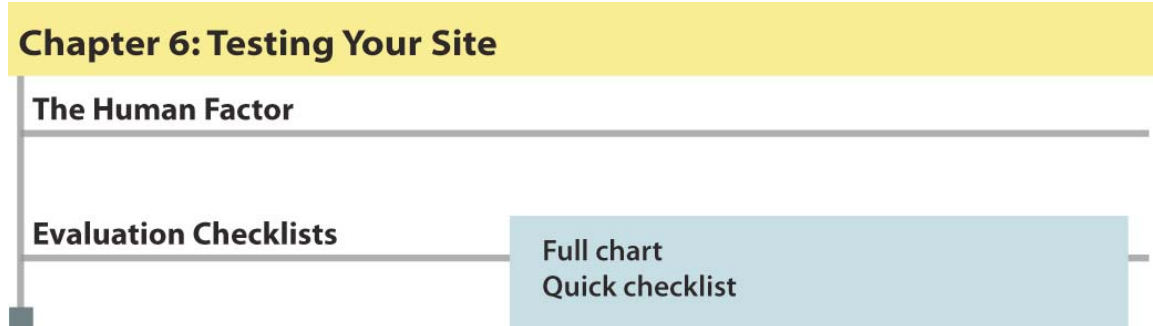 Chapter 6: Testing Your Site
The Human Factor
Evaluation Checklists
Full chart
Quick checklist